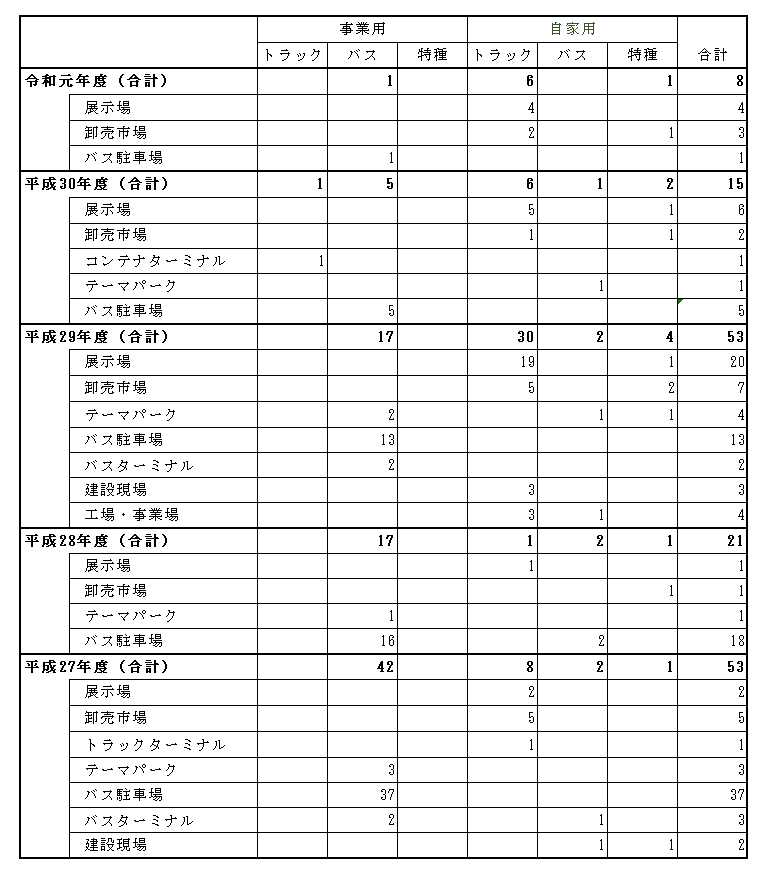 事業用 自家用
トラック バス 特種 トラック バス 特種 合計
令和元年度（合計） 1 6 1 8
展示場 4 4
卸売市場 2 1 3
バス駐車場 1 1
平成30年度（合計） 1 5 6 1 2 15
展示場 5 1 6
卸売市場 1 1 2
コンテナターミナル 1 1
テーマパーク 1 1
バス駐車場 5 5
平成29年度（合計） 17 30 2 4 53
展示場 19 1 20
卸売市場 5 2 7
テーマパーク 2 1 1 4
バス駐車場 13 13
バスターミナル 2 2
建設現場 3 3
工場・事業場 3 1 4
平成28年度（合計） 17 1 2 1 21
展示場 1 1
卸売市場 1 1
テーマパーク 1 1
バス駐車場 16 2 18
平成27年度（合計） 42 8 2 1 53
展示場 2 2
卸売市場 5 5
トラックターミナル 1 1
テーマパーク 3 3
バス駐車場 37 37
バスターミナル 2 1 3
建設現場 1 1 2